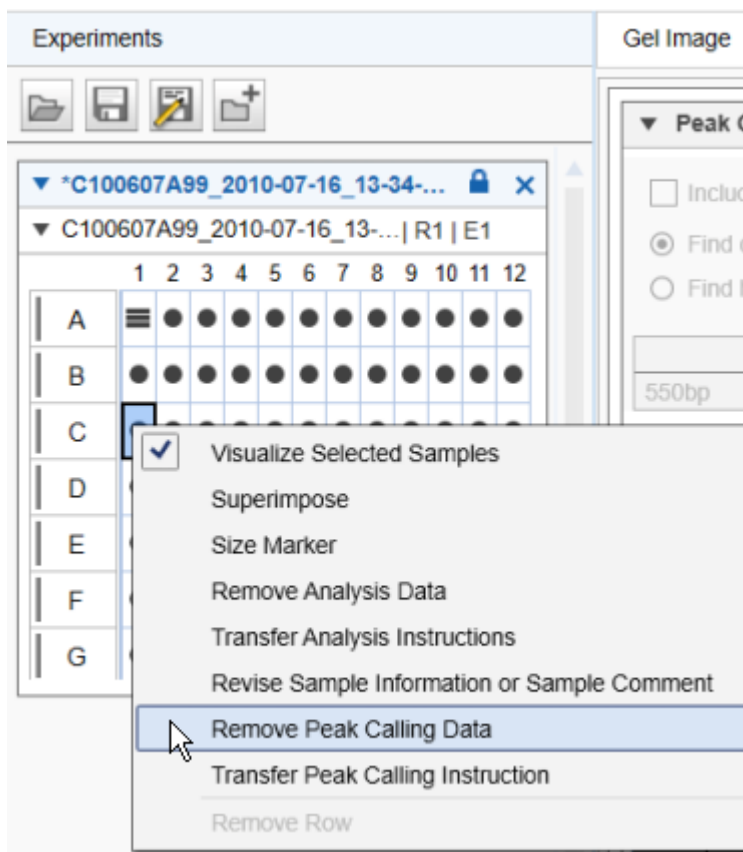 Experiments
Gel Image
▼ Peak
*C100607A99_2010-07-16_13-34-...
C100607A99_2010-07-16_13-...| R1 | E1
1 2 3 4 5 6 7 8 9 10 11 12
A
B
C
D
E
F
G
Find
Find
550bp
Visualize Selected Samples
Superimpose
Size Marker
Remove Analysis Data
Transfer Analysis Instructions
Revise Sample Information or Sample Comment
Remove Peak Calling Data
Transfer Peak Calling Instruction
Remove Row